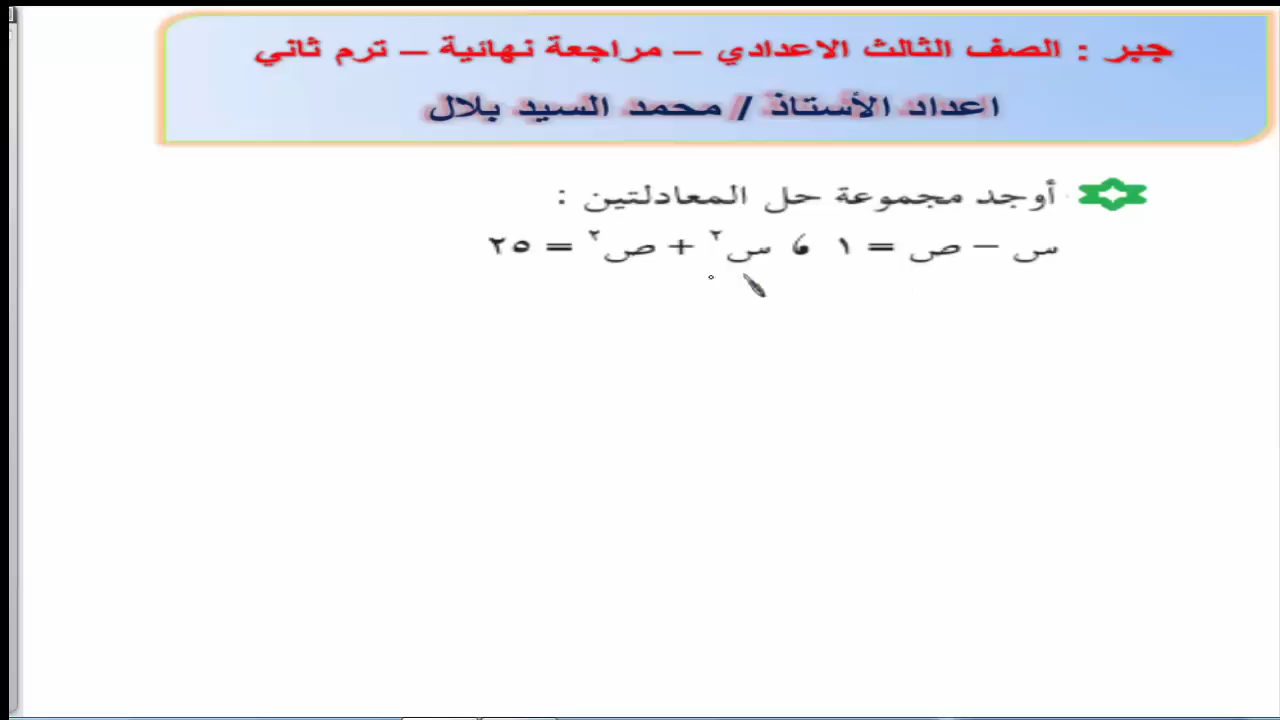 جبر : الصف الثالث الاعدادي – مراجعة نهائية – ترم ثاني
اعداد الأستاذ / محمد السيد بلال
أوجد مجموعة حل المعادلتين :
س − ص = ١ ، س٢ + ص٢ = ٢٥